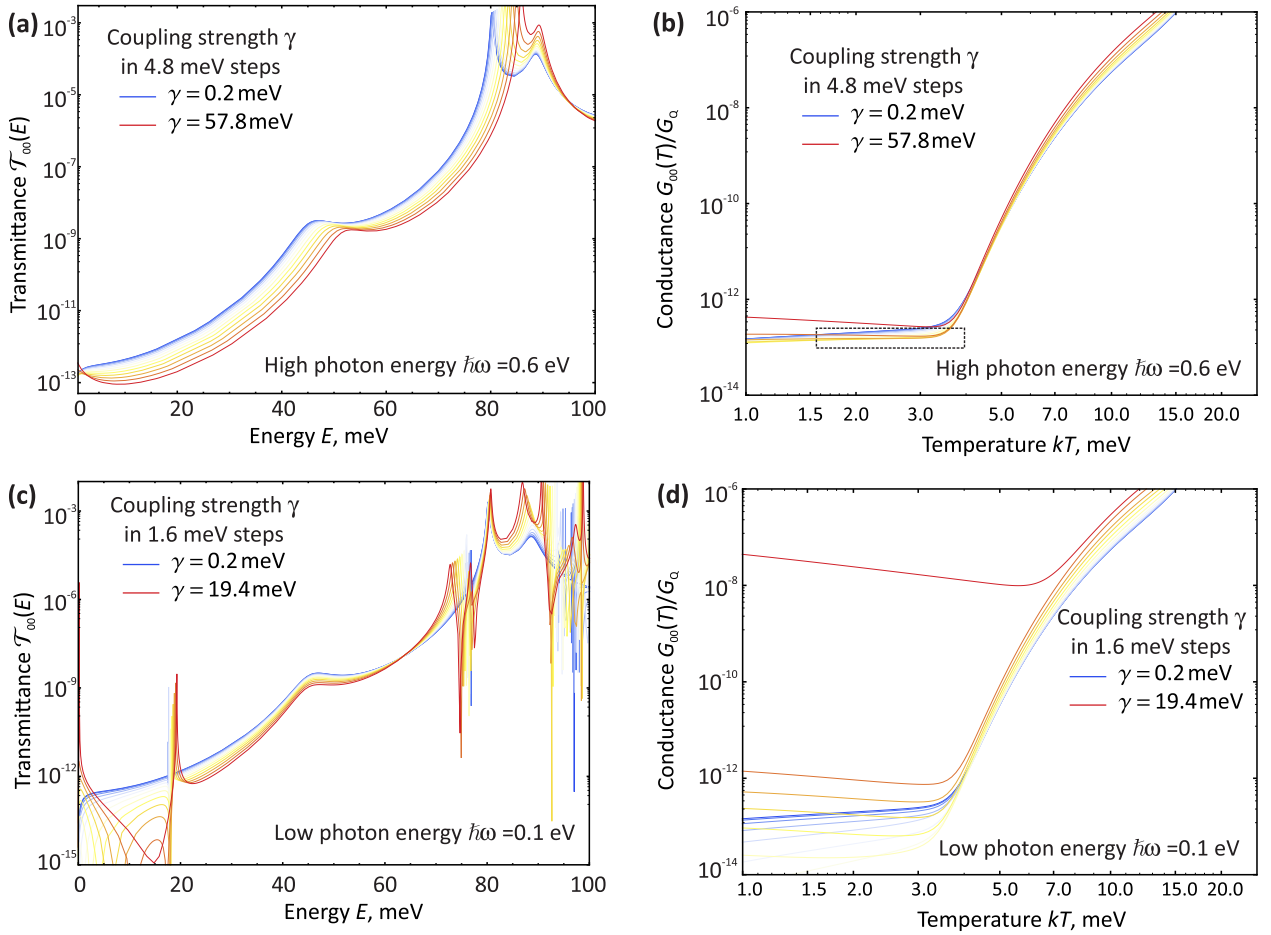 (a)
Coupling strength γ
in 4.8 meV steps
γ = 0.2 meV
γ = 57.8 meV
High photon energy ℏω =0.6 eV
Transmittance 𝒯₀₀(E)
10⁻³
10⁻⁵
10⁻⁷
10⁻⁹
10⁻¹¹
10⁻¹³
0 20 40 60 80 100
Energy E, meV
(b)
Coupling strength γ
in 4.8 meV steps
γ = 0.2 meV
γ = 57.8 meV
High photon energy ℏω =0.6 eV
Conductance G₀₀(T)/G_Q
10⁻⁶
10⁻⁸
10⁻¹⁰
10⁻¹²
10⁻¹⁴
1.0 1.5 2.0 3.0 5.0 7.0 10.0 15.0 20.0
Temperature kT, meV
(c)
Coupling strength γ
in 1.6 meV steps
γ = 0.2 meV
γ = 19.4 meV
Low photon energy ℏω =0.1 eV
Transmittance 𝒯₀₀(E)
10⁻³
10⁻⁶
10⁻⁹
10⁻¹²
10⁻¹⁵
0 20 40 60 80 100
Energy E, meV
(d)
Coupling strength γ
in 1.6 meV steps
γ = 0.2 meV
γ = 19.4 meV
Low photon energy ℏω =0.1 eV
Conductance G₀₀(T)/G_Q
10⁻⁶
10⁻⁸
10⁻¹⁰
10⁻¹²
10⁻¹⁴
1.0 1.5 2.0 3.0 5.0 7.0 10.0 15.0 20.0
Temperature kT, meV